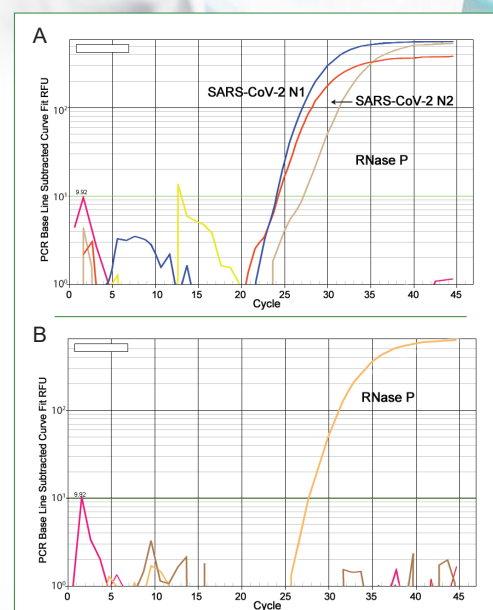 A
PCR Base Line Subtracted Curve Fit RFU
10²
10¹
10⁰
9.92
SARS-CoV-2 N1
SARS-CoV-2 N2
RNase P
0 5 10 15 20 25 30 35 40 45
Cycle
B
PCR Base Line Subtracted Curve Fit RFU
10²
10¹
10⁰
9.92
RNase P
0 5 10 15 20 25 30 35 40 45
Cycle